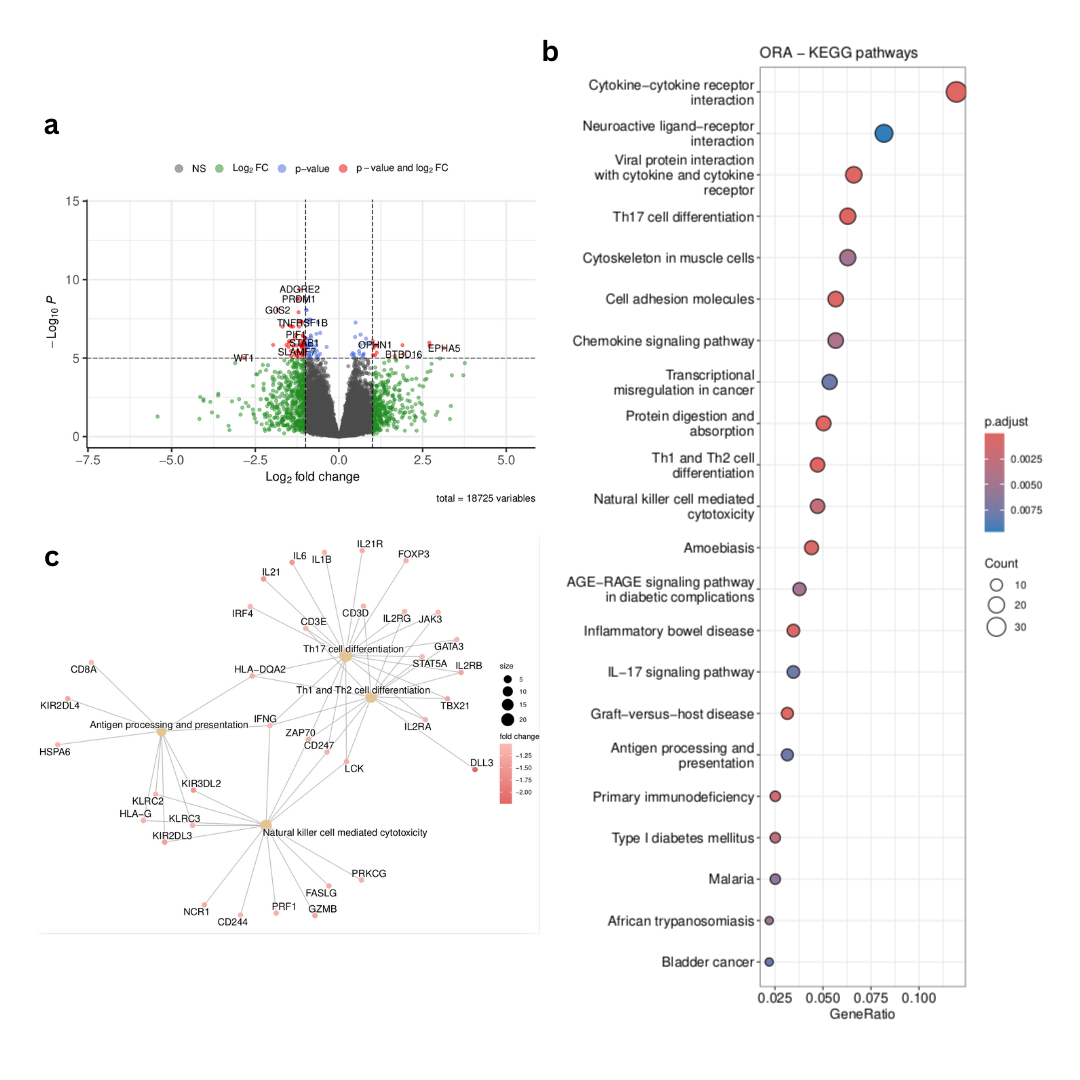 a
NS Log2 FC p−value p − value and log2 FC
15
10
5
0
−Log10 P
ADGRE2
PRDM1
G0S2
TNFRSF1B
PIF1
STAB1
SLAMF7
WT1
OPHN1
EPHA5
BTBD16
−7.5 −5.0 −2.5 0.0 2.5 5.0
Log2 fold change
total = 18725 variables
b
ORA − KEGG pathways
Cytokine−cytokine receptor
interaction
Neuroactive ligand−receptor
interaction
Viral protein interaction
with cytokine and cytokine
receptor
Th17 cell differentiation
Cytoskeleton in muscle cells
Cell adhesion molecules
Chemokine signaling pathway
Transcriptional
misregulation in cancer
Protein digestion and
absorption
Th1 and Th2 cell
differentiation
Natural killer cell mediated
cytotoxicity
Amoebiasis
AGE−RAGE signaling pathway
in diabetic complications
Inflammatory bowel disease
IL−17 signaling pathway
Graft−versus−host disease
Antigen processing and
presentation
Primary immunodeficiency
Type I diabetes mellitus
Malaria
African trypanosomiasis
Bladder cancer
0.025 0.050 0.075 0.100
GeneRatio
p.adjust
0.0025
0.0050
0.0075
Count
10
20
30
c
IL21R
IL6
IL1B
FOXP3
IL21
IRF4
CD3D
CD3E
IL2RG
JAK3
Th17 cell differentiation
GATA3
STAT5A
IL2RB
CD8A
HLA−DQA2
Th1 and Th2 cell differentiation
KIR2DL4
TBX21
Antigen processing and presentation
IFNG
IL2RA
ZAP70
CD247
HSPA6
LCK
DLL3
KIR3DL2
KLRC2
HLA−G
KLRC3
KIR2DL3
Natural killer cell mediated cytotoxicity
PRKCG
FASLG
NCR1
PRF1
GZMB
CD244
size
5
10
15
20
fold change
−1.25
−1.50
−1.75
−2.00